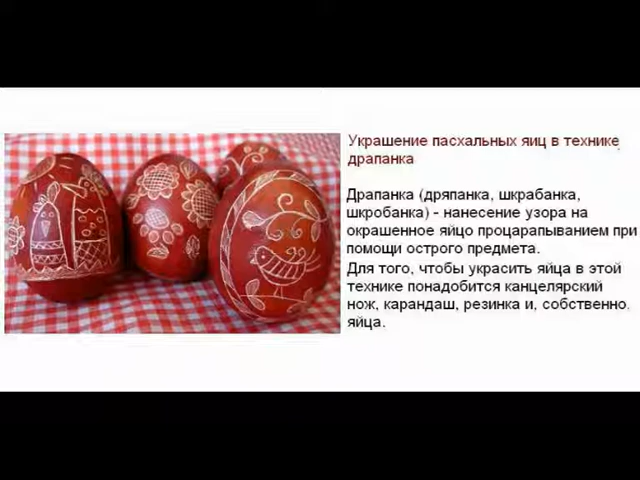 Украшение пасхальных яиц в технике
драпанка
Драпанка (дряпанка, шкрабанка,
шкробанка) - нанесение узора на
окрашенное яйцо процарапыванием при
помощи острого предмета.
Для того, чтобы украсить яйца в этой
технике понадобится канцелярский
нож, карандаш, резинка и, собственно,
яйца.